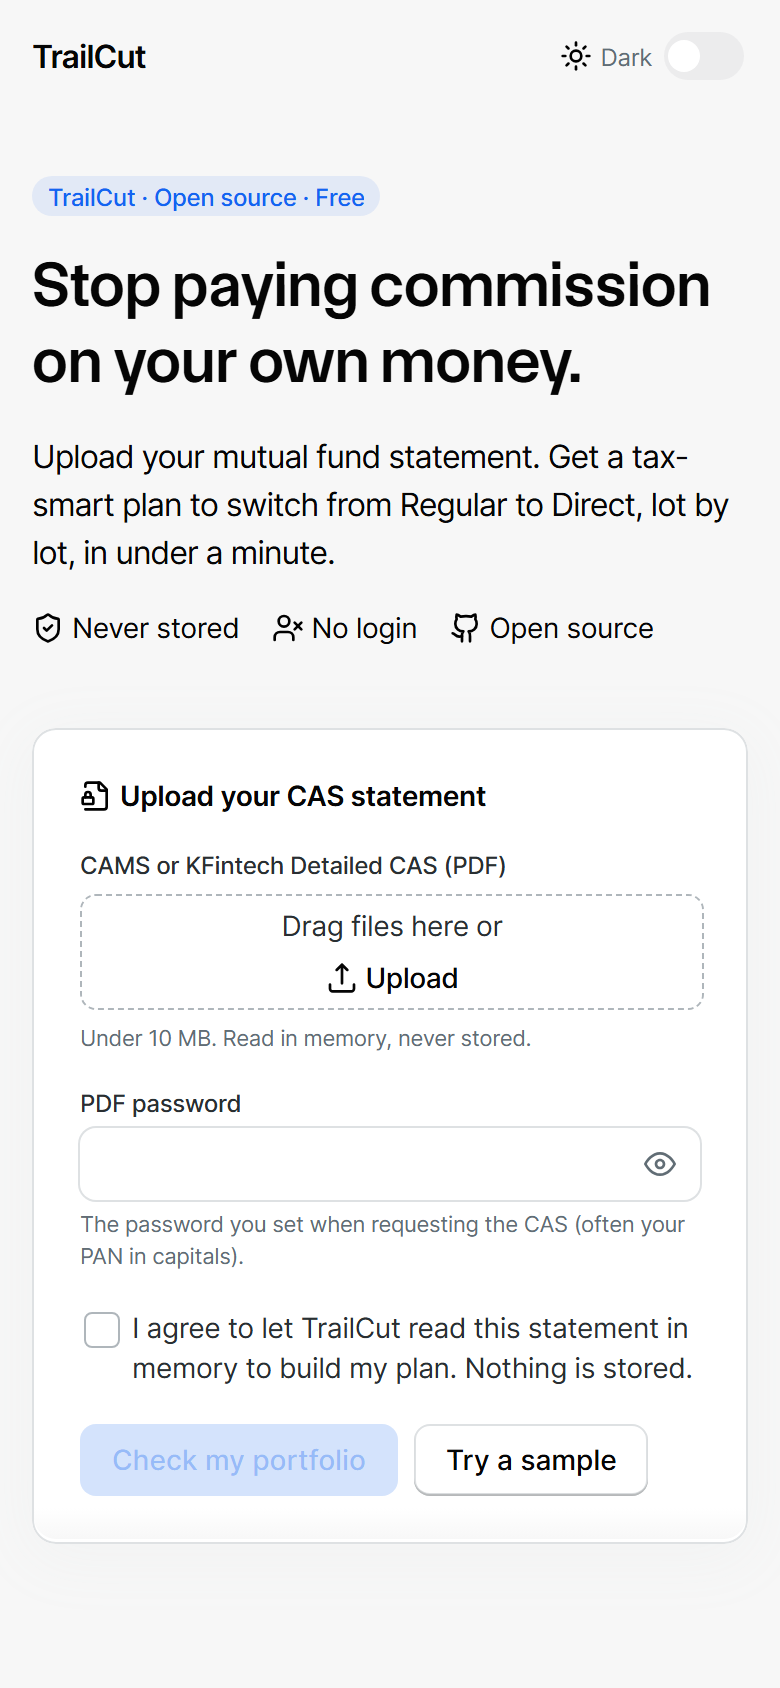 TrailCut
Dark
TrailCut · Open source · Free
Stop paying commission
on your own money.
Upload your mutual fund statement. Get a tax-
smart plan to switch from Regular to Direct, lot by
lot, in under a minute.
Never stored
No login
Open source
Upload your CAS statement
CAMS or KFintech Detailed CAS (PDF)
Drag files here or
Upload
Under 10 MB. Read in memory, never stored.
PDF password
The password you set when requesting the CAS (often your
PAN in capitals).
I agree to let TrailCut read this statement in
memory to build my plan. Nothing is stored.
Check my portfolio
Try a sample